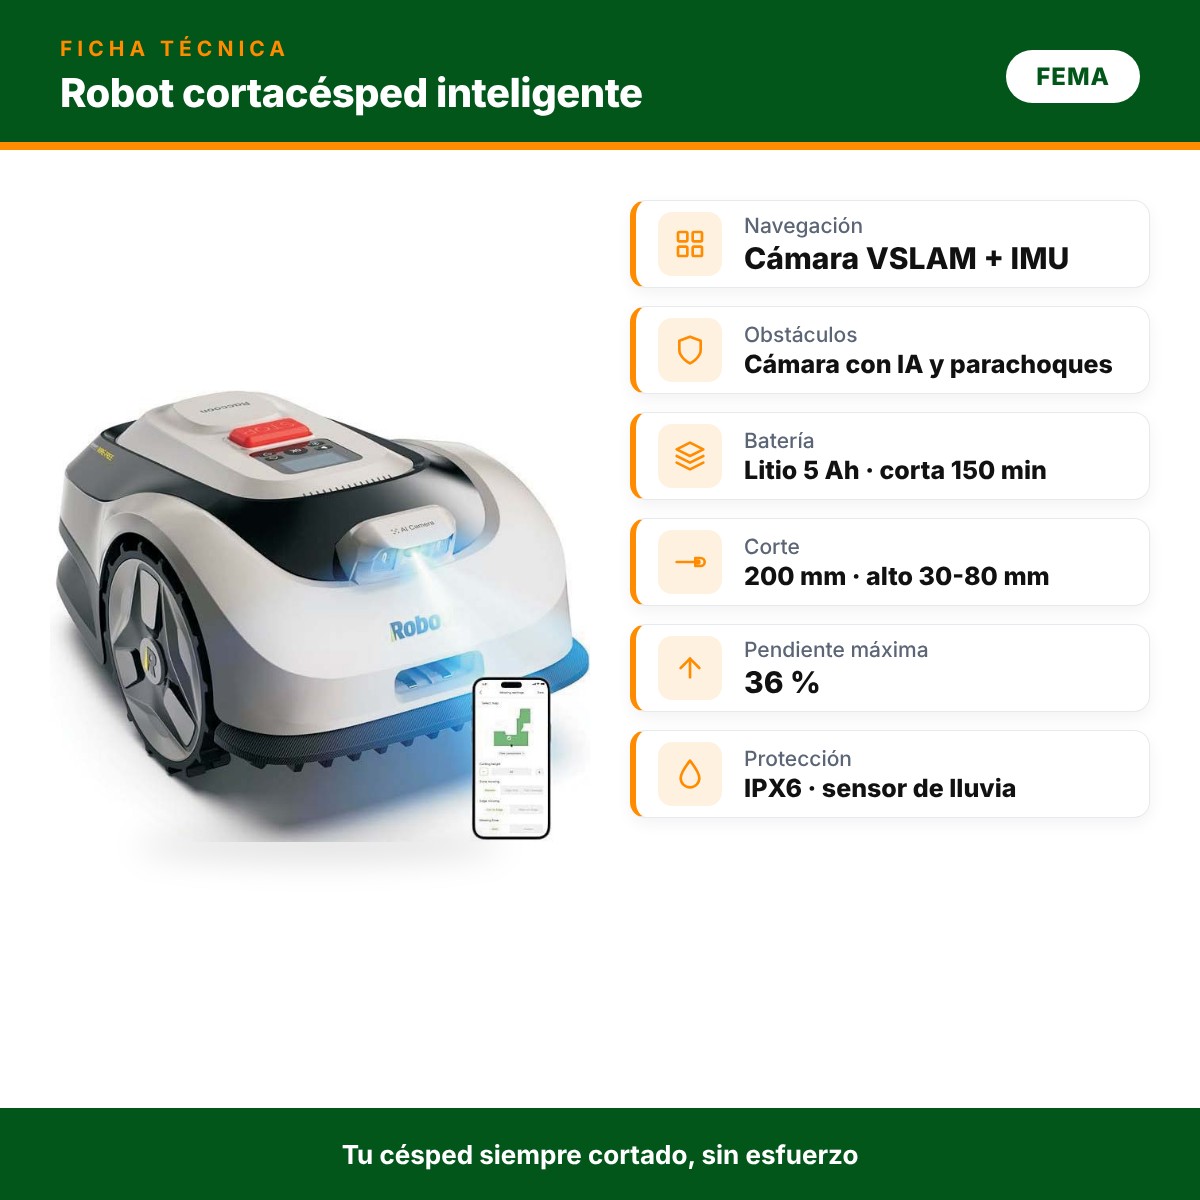 FICHA TÉCNICA
Robot cortacésped inteligente
FEMA
Navegación
Cámara VSLAM + IMU
Obstáculos
Cámara con IA y parachoques
Batería
Litio 5 Ah · corta 150 min
Corte
200 mm · alto 30-80 mm
Pendiente máxima
36 %
Protección
IPX6 · sensor de lluvia
Raccoon
STOP
AI Camera
Robo
Tu césped siempre cortado, sin esfuerzo